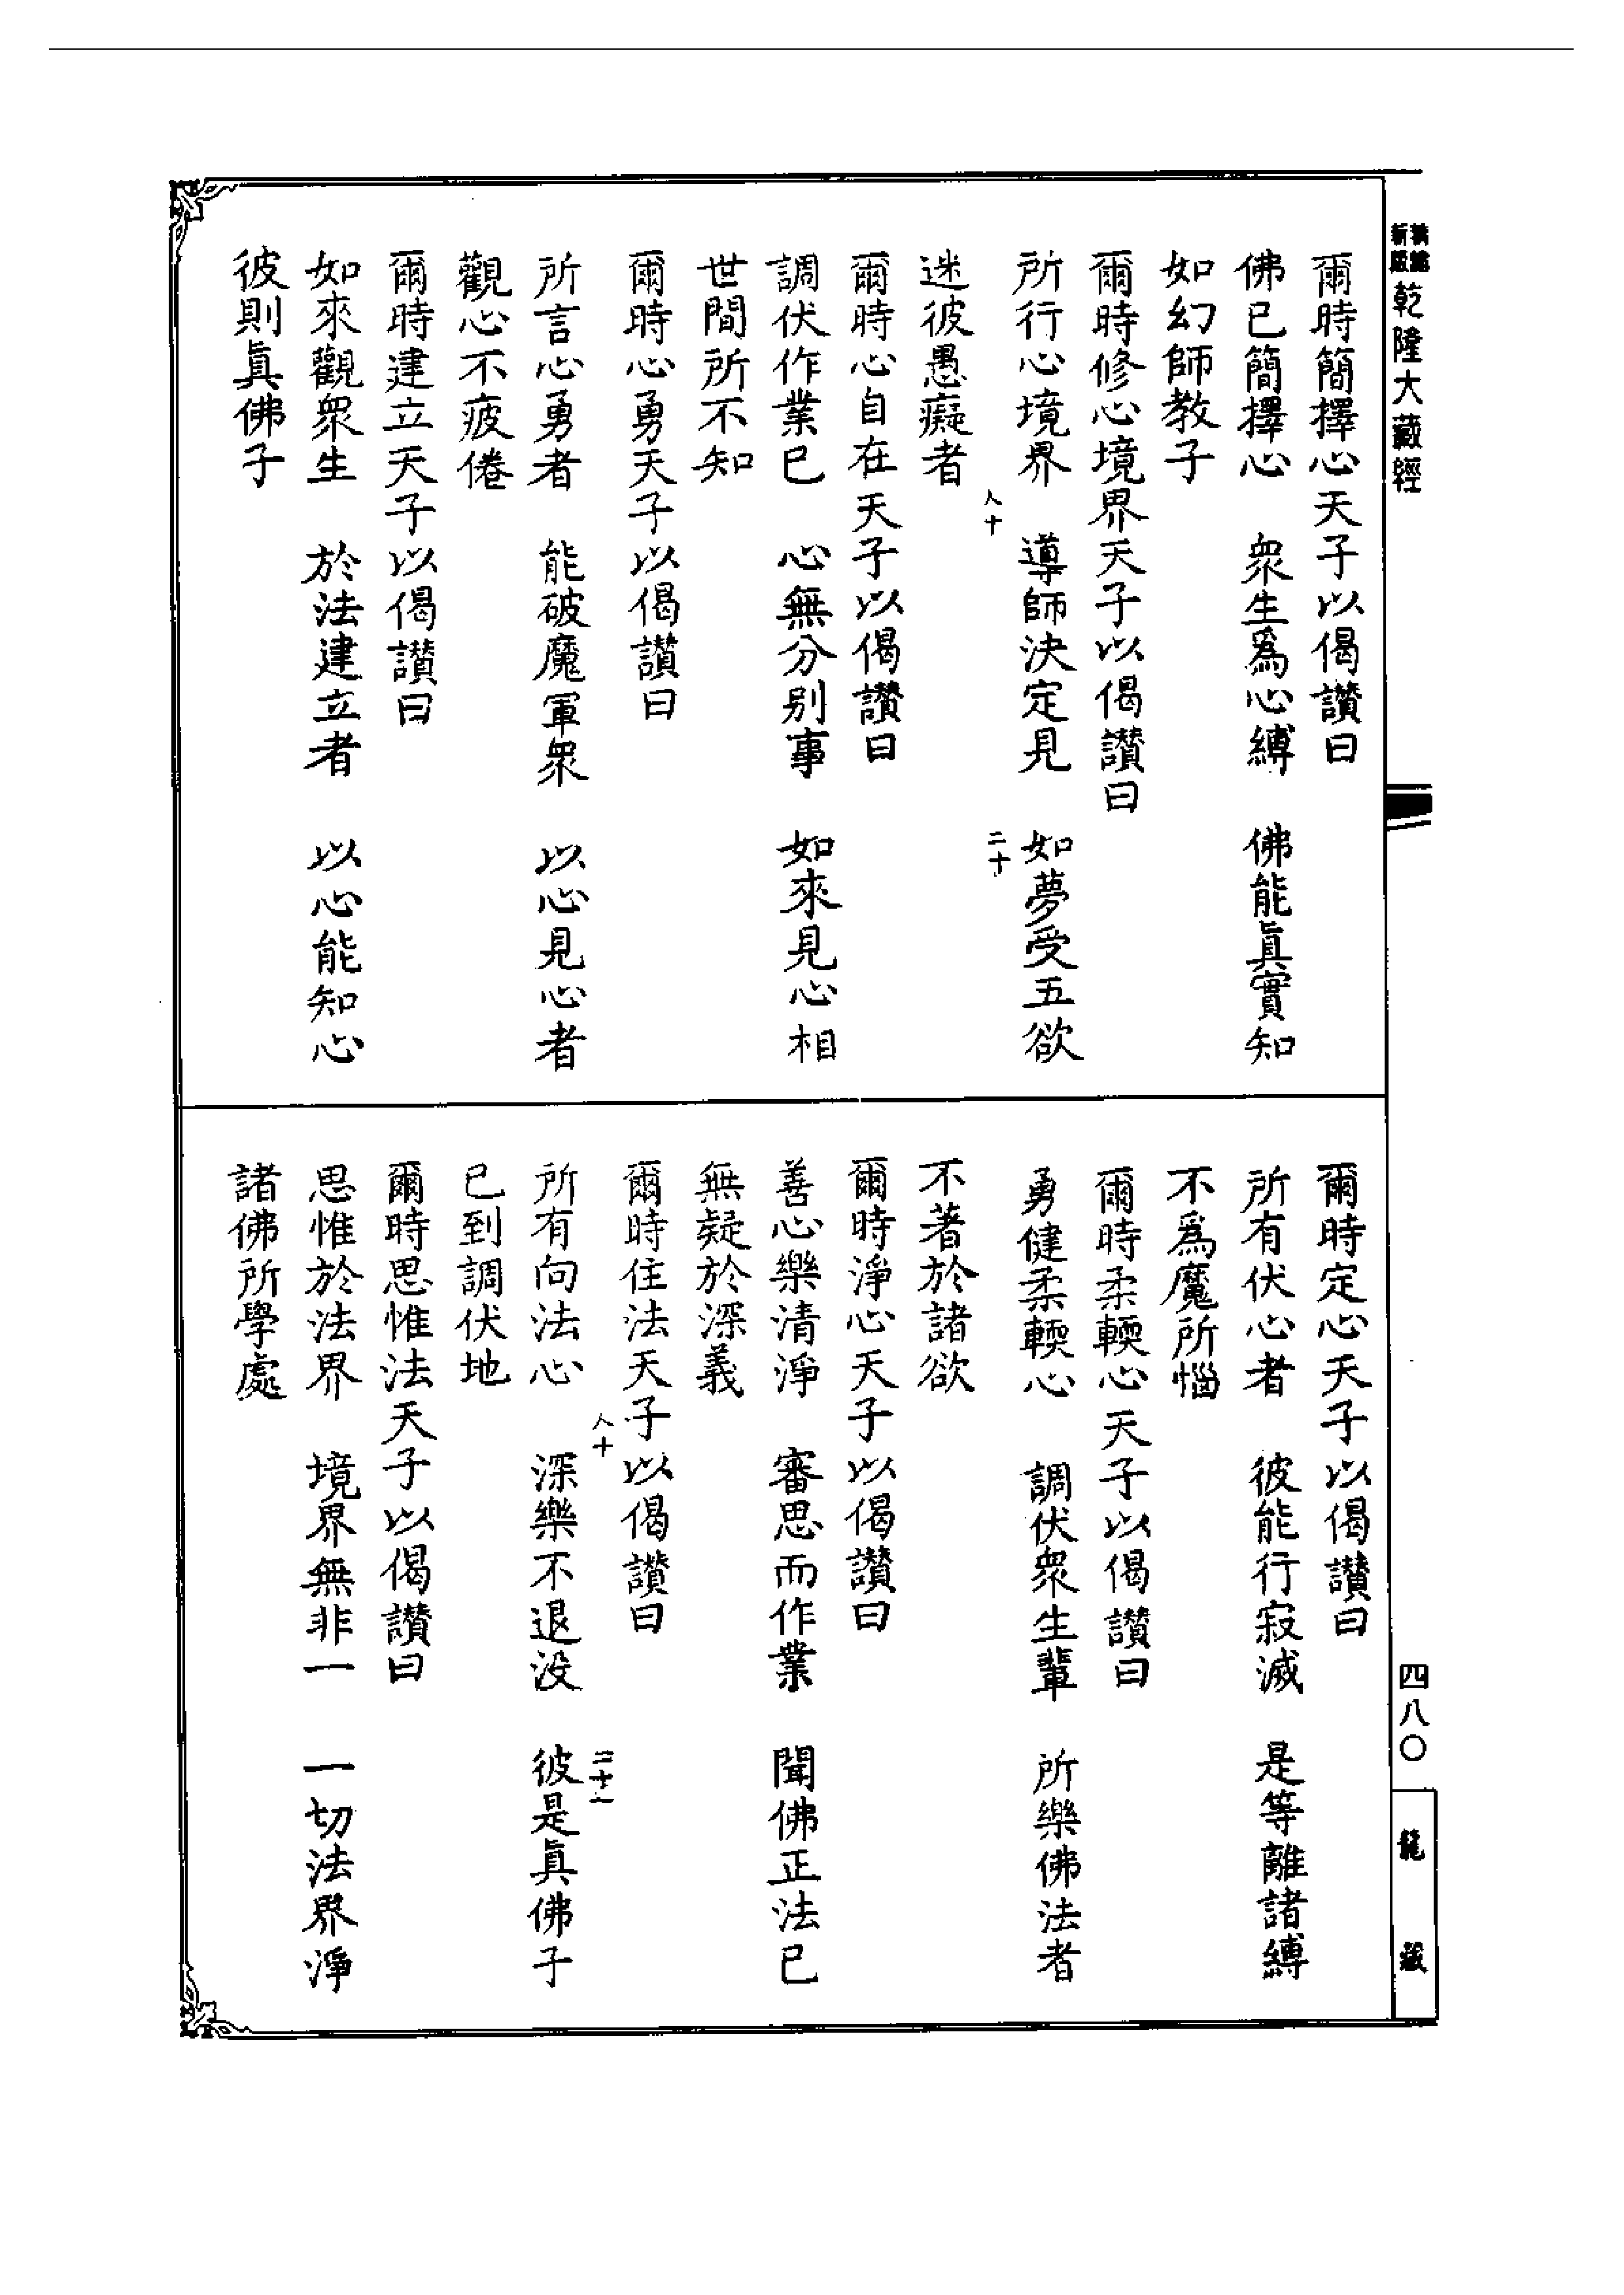 新版
乾隆大藏經
爾時簡擇心天子以偈讚曰
佛已簡擇心　衆生爲心縛　佛能眞實知
如幻師教子
爾時修心境界天子以偈讚曰
所行心境界　導師決定見　如夢受五欲
迷彼愚癡者
爾時心自在天子以偈讚曰
調伏作業已　心無分別事　如來見心相
世間所不知
爾時心勇天子以偈讚曰
所言心勇者　能破魔軍衆　以心見心者
觀心不疲倦
爾時建立天子以偈讚曰
如來觀衆生　於法建立者　以心能知心
彼則眞佛子
人十
二十
爾時定心天子以偈讚曰
所有伏心者　彼能行寂滅　是等離諸縛
不爲魔所惱
爾時柔輭心天子以偈讚曰
勇健柔輭心　調伏衆生輩　所樂佛法者
不著於諸欲
爾時淨心天子以偈讚曰
善心樂清淨　審思而作業　聞佛正法已
無疑於深義
爾時住法天子以偈讚曰
所有向法心　深樂不退没　彼是眞佛子
已到調伏地
爾時思惟法天子以偈讚曰
思惟於法界　境界無非一　一切法界淨
諸佛所學處
人十
二十一
四八〇
龍藏